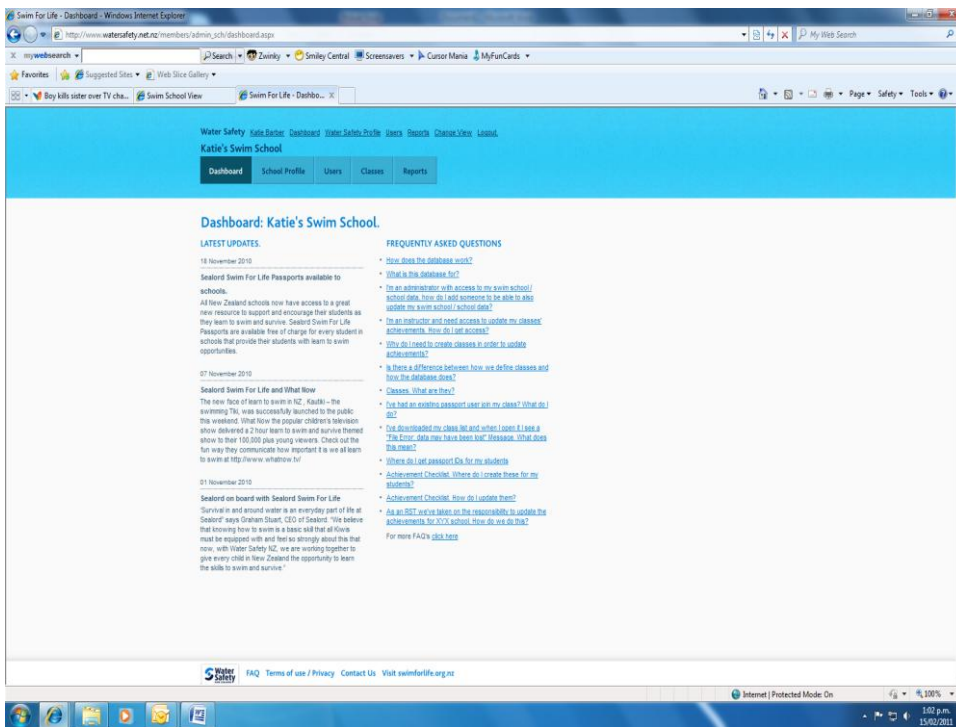 Swim For Life - Dashboard - Windows Internet Explorer
http://www.watersafety.net.nz/members/admin_sch/dashboard.aspx
My Web Search
X mywebsearch Search Zwinky Smiley Central Screensavers Cursor Mania MyFunCards
Favorites Suggested Sites Web Slice Gallery
Boy kills sister over TV cha... Swim School View Swim For Life - Dashbo... X
Page Safety Tools
Water Safety Katie Barber Dashboard Water Safety Profile Users Reports Change View Logout
Katie's Swim School
Dashboard School Profile Users Classes Reports
Dashboard: Katie's Swim School.
LATEST UPDATES.
18 November 2010
Sealord Swim For Life Passports available to
schools.
All New Zealand schools now have access to a great
new resource to support and encourage their students as
they learn to swim and survive. Sealord Swim For Life
Passports are available free of charge for every student in
schools that provide their students with learn to swim
opportunities.
07 November 2010
Sealord Swim For Life and What Now
The new face of learn to swim in NZ , Kautiki – the
swimming Tiki, was successfully launched to the public
this weekend. What Now the popular children's television
show delivered a 2 hour learn to swim and survive themed
show to their 100,000 plus young viewers. Check out the
fun way they communicate how important it is we all learn
to swim at http://www.whatnow.tv/
01 November 2010
Sealord on board with Sealord Swim For Life
'Survival in and around water is an everyday part of life at
Sealord" says Graham Stuart, CEO of Sealord. "We believe
that knowing how to swim is a basic skill that all Kiwis
must be equipped with and feel so strongly about this that
now, with Water Safety NZ, we are working together to
give every child in New Zealand the opportunity to learn
the skills to swim and survive."
FREQUENTLY ASKED QUESTIONS
How does the database work?
What is this database for?
I'm an administrator with access to my swim school /
school data, how do I add someone to be able to also
update my swim school / school data?
I'm an instructor and need access to update my classes'
achievements. How do I get access?
Why do I need to create classes in order to update
achievements?
Is there a difference between how we define classes and
how the database does?
Classes. What are they?
I've had an existing passport user join my class? What do I
do?
I've downloaded my class list and when I open it I see a
"File Error: data may have been lost" Message. What does
this mean?
Where do I get passport IDs for my students
Achievement Checklist. Where do I create these for my
students?
Achievement Checklist. How do I update them?
As an RST we've taken on the responsibility to update the
achievements for XYX school. How do we do this?
For more FAQ's click here
Water Safety FAQ Terms of use / Privacy Contact Us Visit swimforlife.org.nz
Internet | Protected Mode: On 100%
1:02 p.m.
15/02/2011